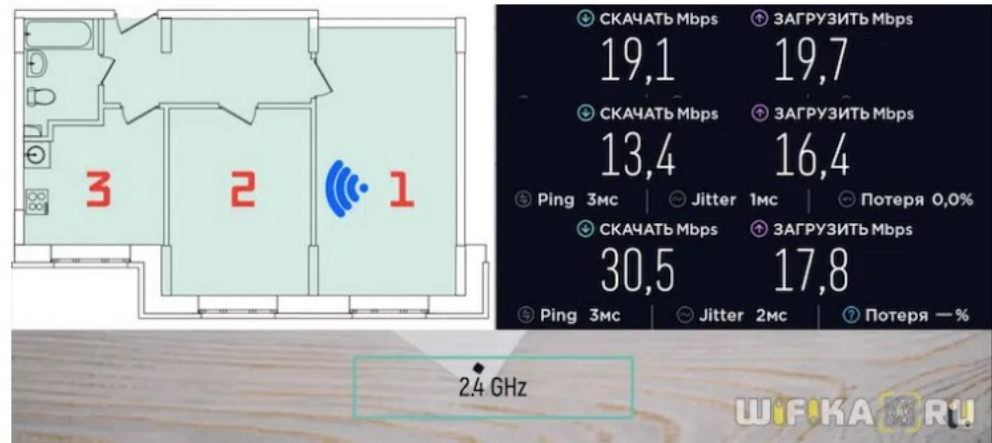 СКАЧАТЬ Mbps ЗАГРУЗИТЬ Mbps
19,1 19,7
СКАЧАТЬ Mbps ЗАГРУЗИТЬ Mbps
13,4 16,4
Ping 3мс Jitter 1мс Потеря 0,0%
СКАЧАТЬ Mbps ЗАГРУЗИТЬ Mbps
30,5 17,8
Ping 3мс Jitter 2мс Потеря —%
3 2 1
2.4 GHz
WiFiKA RU